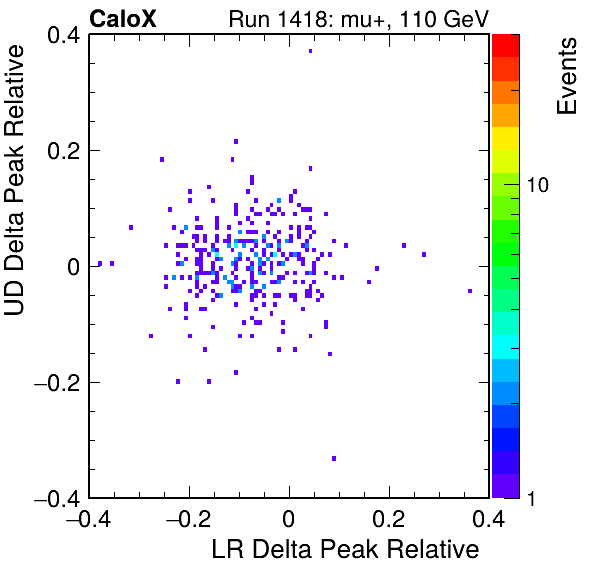 CaloX Run 1418: mu+, 110 GeV
UD Delta Peak Relative
0.4
0.2
0
−0.2
−0.4
−0.4 −0.2 0 0.2 0.4
LR Delta Peak Relative
Events
10
1